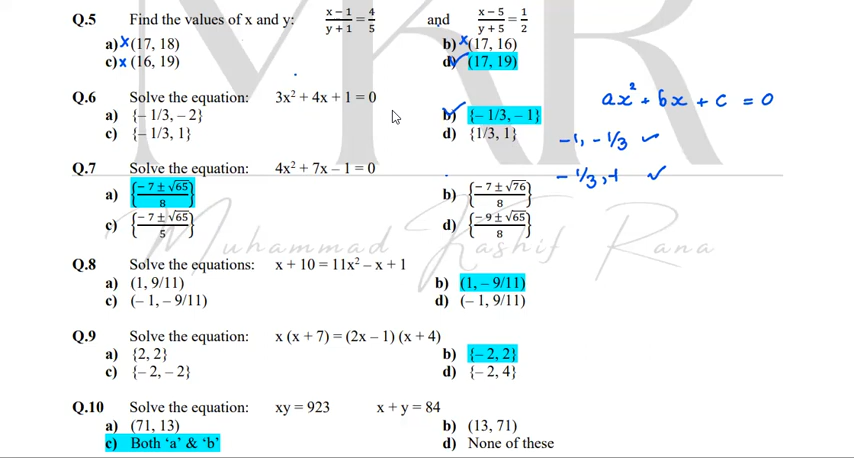 Q.5 Find the values of x and y: (x − 1)/(y + 1) = 4/5 and (x − 5)/(y + 5) = 1/2
a) x (17, 18) b) x (17, 16)
c) x (16, 19) d) ✓ (17, 19)
Q.6 Solve the equation: 3x² + 4x + 1 = 0
ax² + bx + c = 0
a) {– 1/3, – 2} b) ✓ {– 1/3, – 1}
c) {– 1/3, 1} d) {1/3, 1}
-1, -1/3 ✓
Q.7 Solve the equation: 4x² + 7x – 1 = 0
-1/3, -1 ✓
a) {(− 7 ± √65)/8} b) {(− 7 ± √76)/8}
c) {(− 7 ± √65)/5} d) {(− 9 ± √65)/8}
Muhammad Kashif Rana
Q.8 Solve the equations: x + 10 = 11x² – x + 1
a) (1, 9/11) b) (1, – 9/11)
c) (– 1, – 9/11) d) (– 1, 9/11)
Q.9 Solve the equation: x (x + 7) = (2x – 1) (x + 4)
a) {2, 2} b) {– 2, 2}
c) {– 2, – 2} d) {– 2, 4}
Q.10 Solve the equation: xy = 923 x + y = 84
a) (71, 13) b) (13, 71)
c) Both ‘a’ & ‘b’ d) None of these